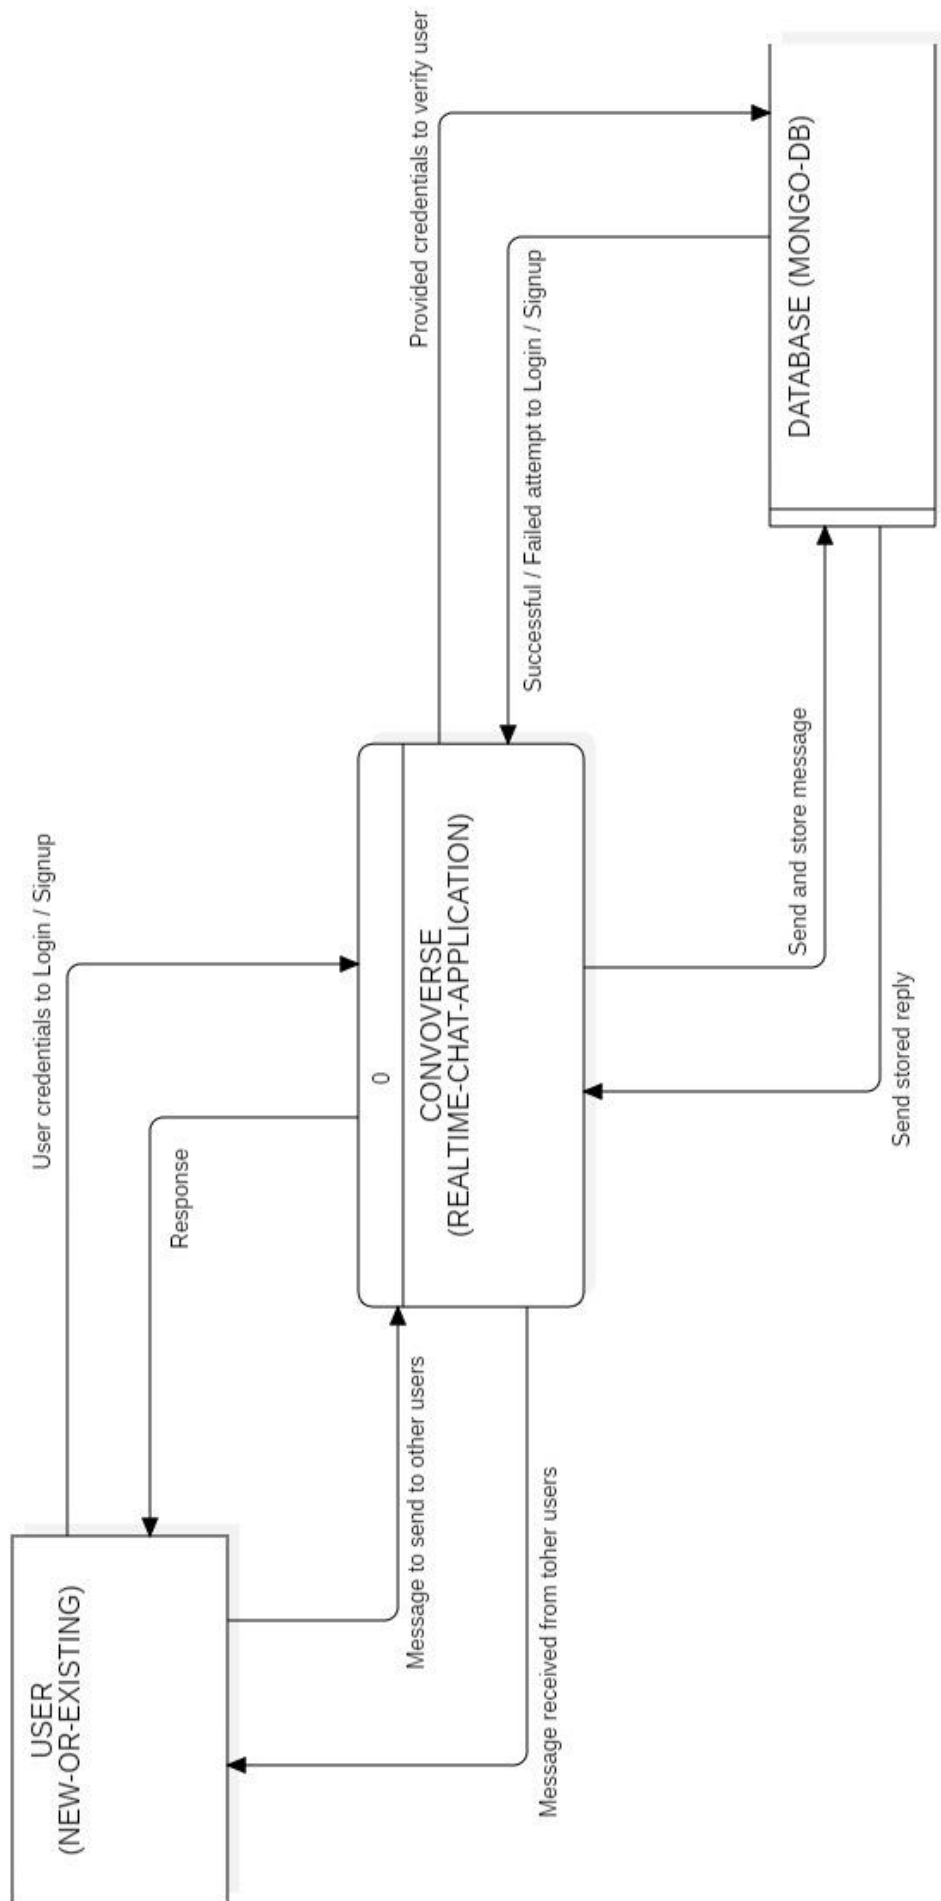 USER
(NEW-OR-EXISTING)
User credentials to Login / Signup
Response
Message to send to other users
Message received from toher users
0
CONVOVERSE
(REALTIME-CHAT-APPLICATION)
Provided credentials to verify user
Successful / Failed attempt to Login / Signup
Send and store message
Send stored reply
DATABASE (MONGO-DB)